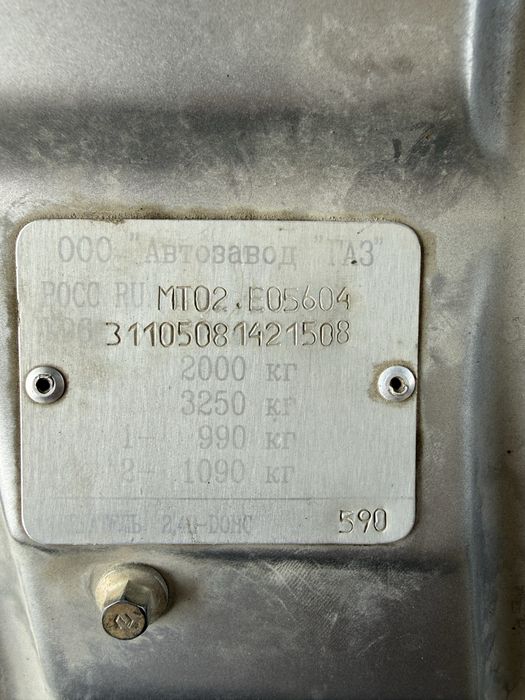 ООО "Автозавод "ГАЗ"
РОСС RU МТ02.Е05604
31105081421508
2000 кг
3250 кг
1- 990 кг
2- 1090 кг
590